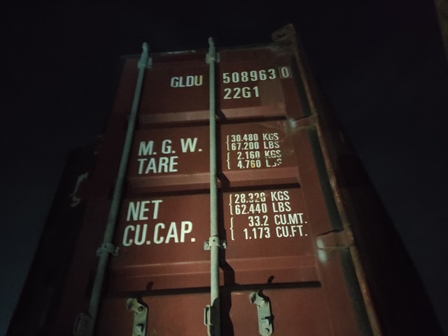 GLDU 508963 0
22G1
M.G.W. 30.480 KGS
67.200 LBS
TARE 2.160 KGS
4.760 LBS
NET 28.320 KGS
62.440 LBS
CU.CAP. 33.2 CU.MT.
1.173 CU.FT.